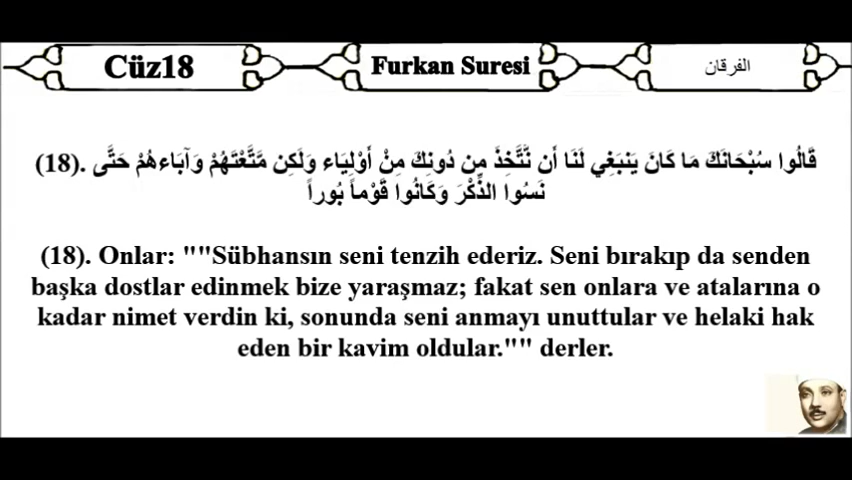 Cüz18
Furkan Suresi
الفرقان
(18). قَالُوا سُبْحَانَكَ مَا كَانَ يَنْبَغِي لَنَا أَن نَّتَّخِذَ مِن دُونِكَ مِنْ أَوْلِيَاء وَلَكِن مَّتَّعْتَهُمْ وَآبَاءهُمْ حَتَّى
نَسُوا الذِّكْرَ وَكَانُوا قَوْماً بُوراً
(18). Onlar: ""Sübhansın seni tenzih ederiz. Seni bırakıp da senden
başka dostlar edinmek bize yaraşmaz; fakat sen onlara ve atalarına o
kadar nimet verdin ki, sonunda seni anmayı unuttular ve helaki hak
eden bir kavim oldular."" derler.